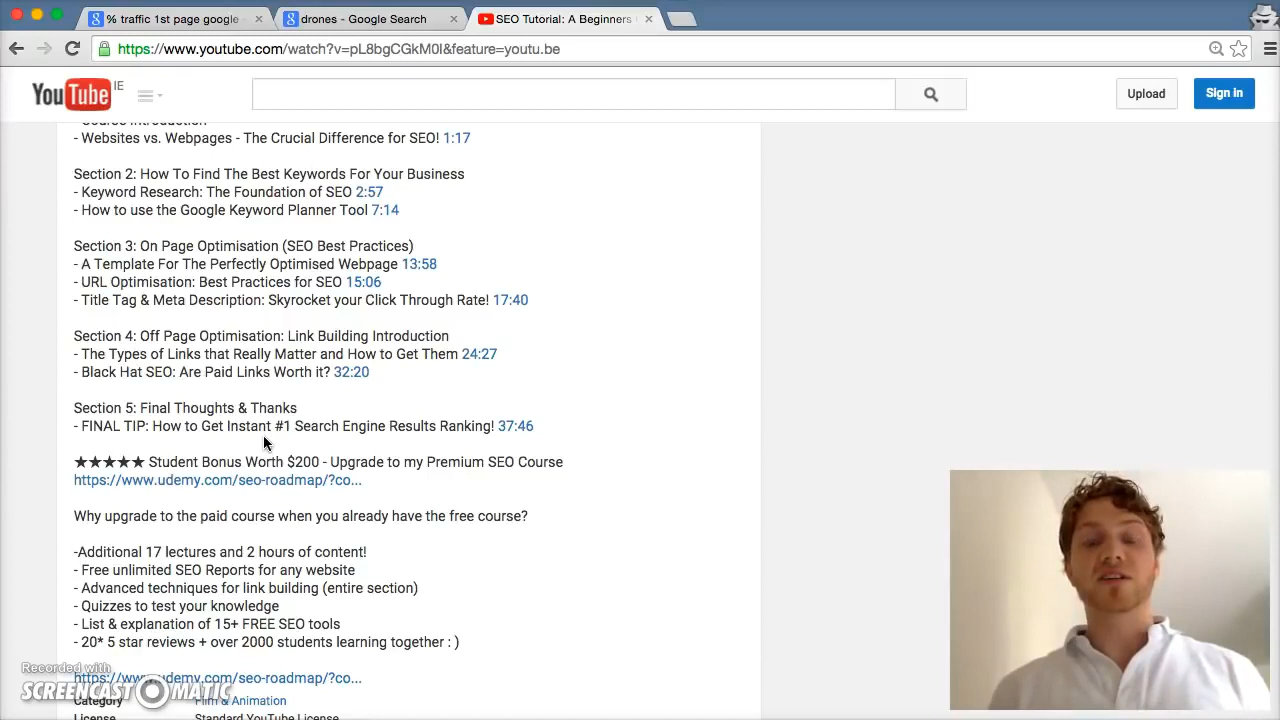 % traffic 1st page google
drones - Google Search
SEO Tutorial: A Beginners
https://www.youtube.com/watch?v=pL8bgCGkM0I&feature=youtu.be
YouTube IE
Upload
Sign in
- Course Introduction
- Websites vs. Webpages - The Crucial Difference for SEO! 1:17
Section 2: How To Find The Best Keywords For Your Business
- Keyword Research: The Foundation of SEO 2:57
- How to use the Google Keyword Planner Tool 7:14
Section 3: On Page Optimisation (SEO Best Practices)
- A Template For The Perfectly Optimised Webpage 13:58
- URL Optimisation: Best Practices for SEO 15:06
- Title Tag & Meta Description: Skyrocket your Click Through Rate! 17:40
Section 4: Off Page Optimisation: Link Building Introduction
- The Types of Links that Really Matter and How to Get Them 24:27
- Black Hat SEO: Are Paid Links Worth it? 32:20
Section 5: Final Thoughts & Thanks
- FINAL TIP: How to Get Instant #1 Search Engine Results Ranking! 37:46
★★★★★ Student Bonus Worth $200 - Upgrade to my Premium SEO Course
https://www.udemy.com/seo-roadmap/?co...
Why upgrade to the paid course when you already have the free course?
-Additional 17 lectures and 2 hours of content!
- Free unlimited SEO Reports for any website
- Advanced techniques for link building (entire section)
- Quizzes to test your knowledge
- List & explanation of 15+ FREE SEO tools
- 20* 5 star reviews + over 2000 students learning together : )
https://www.udemy.com/seo-roadmap/?co...
Category Film & Animation
License Standard YouTube License
Recorded with
SCREENCAST-O-MATIC